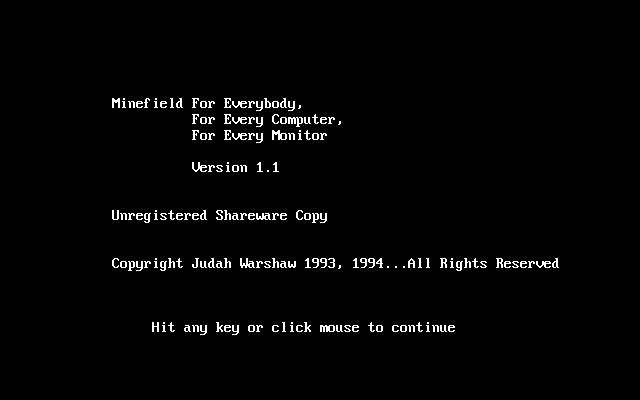 Minefield For Everybody,
For Every Computer,
For Every Monitor
Version 1.1
Unregistered Shareware Copy
Copyright Judah Warshaw 1993, 1994...All Rights Reserved
Hit any key or click mouse to continue